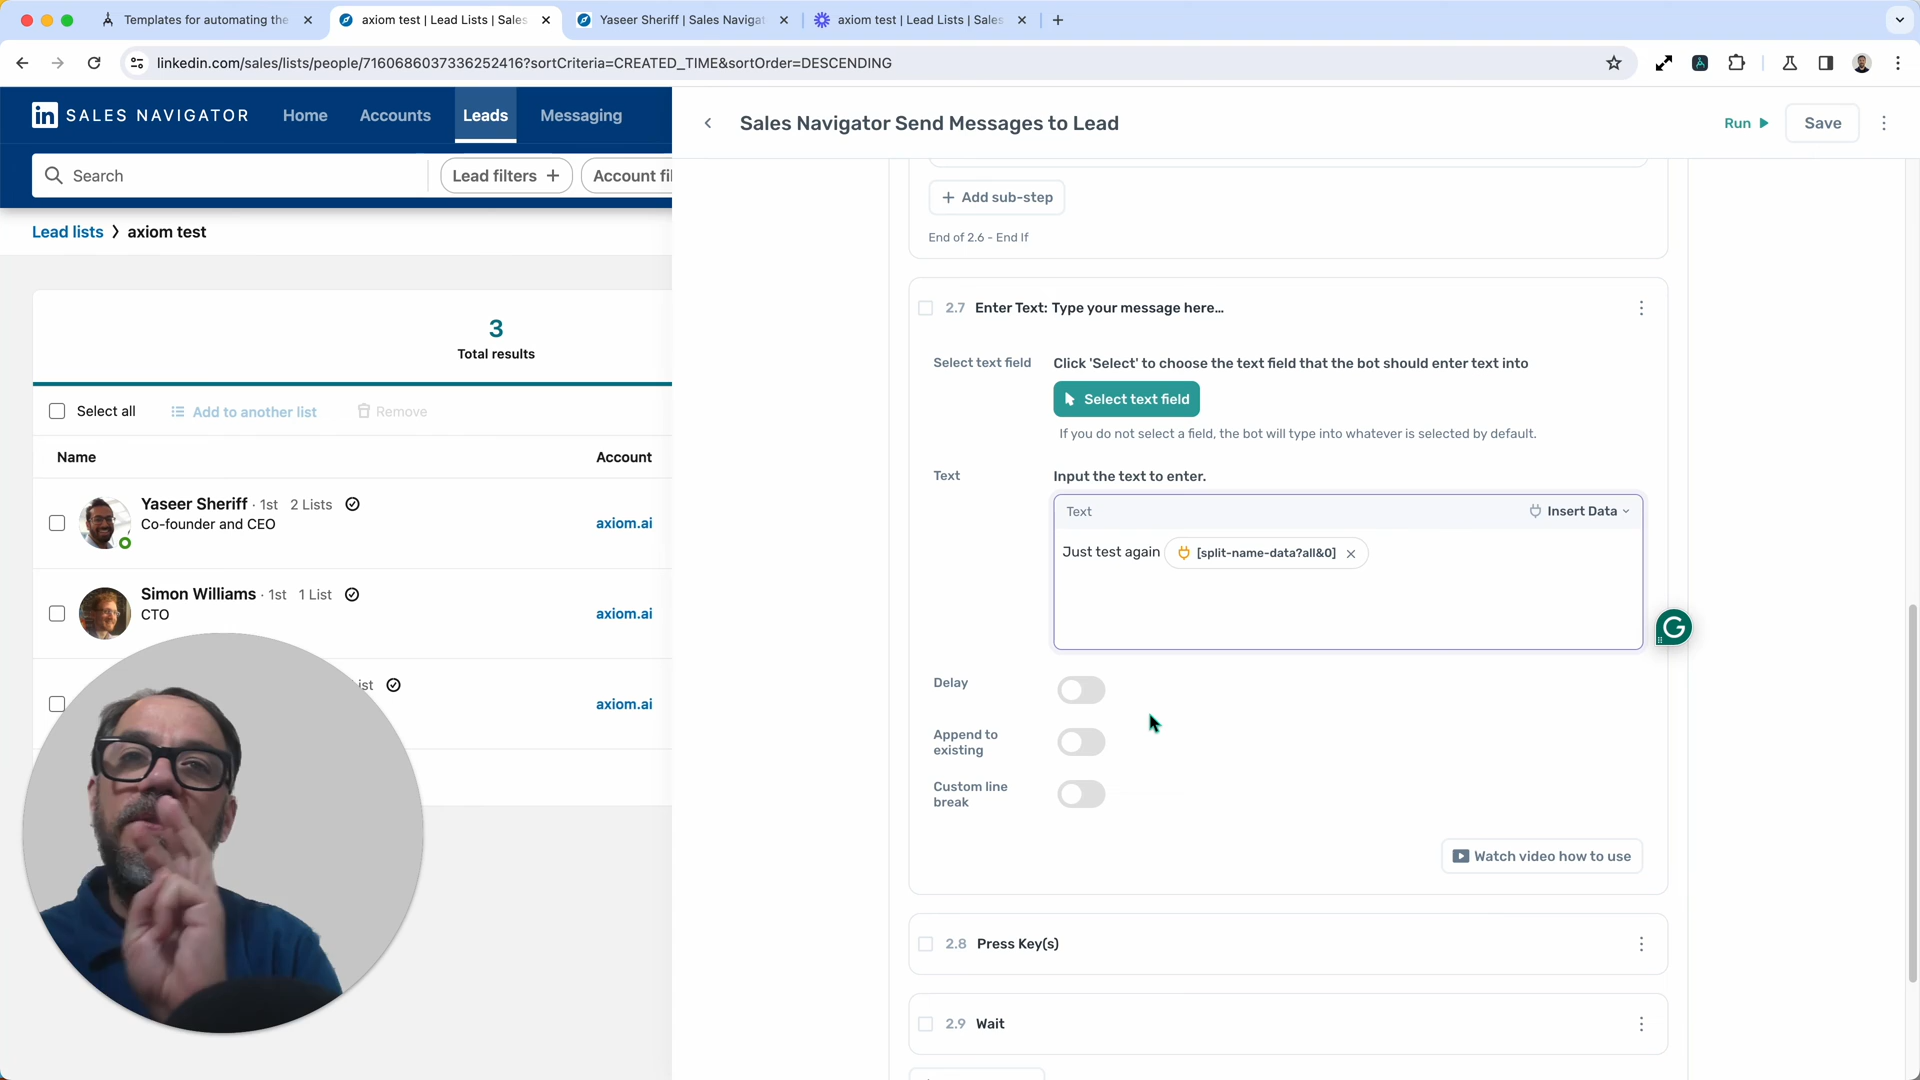 Templates for automating the
axiom test | Lead Lists | Sales
Yaseer Sheriff | Sales Navigat
axiom test | Lead Lists | Sales
linkedin.com/sales/lists/people/7160686037336252416?sortCriteria=CREATED_TIME&sortOrder=DESCENDING
in SALES NAVIGATOR Home Accounts Leads Messaging
Search Lead filters + Account fil
Lead lists > axiom test
3
Total results
Select all Add to another list Remove
Name Account
Yaseer Sheriff · 1st 2 Lists
Co-founder and CEO
axiom.ai
Simon Williams · 1st 1 List
CTO
axiom.ai
ist
axiom.ai
Sales Navigator Send Messages to Lead
Run Save
+ Add sub-step
End of 2.6 - End If
2.7 Enter Text: Type your message here...
Select text field Click 'Select' to choose the text field that the bot should enter text into
Select text field
If you do not select a field, the bot will type into whatever is selected by default.
Text Input the text to enter.
Text Insert Data
Just test again [split-name-data?all&0]
Delay
Append to
existing
Custom line
break
Watch video how to use
2.8 Press Key(s)
2.9 Wait